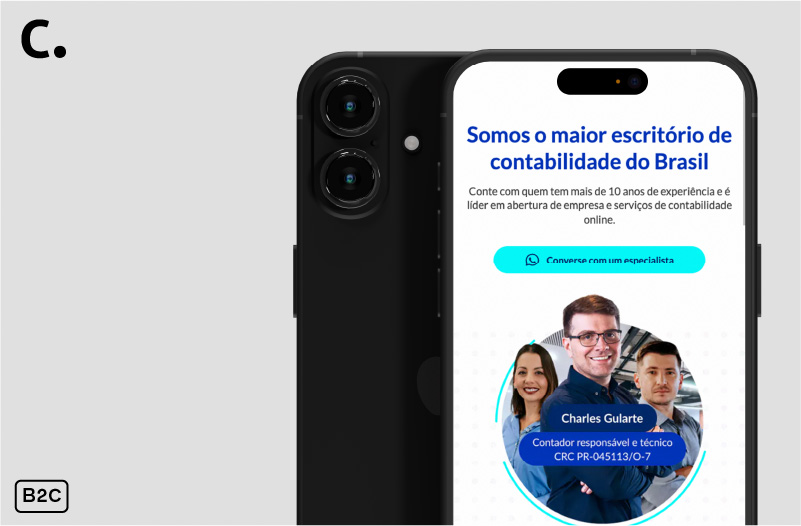 C.
Somos o maior escritório de
contabilidade do Brasil
Conte com quem tem mais de 10 anos de experiência e é
líder em abertura de empresa e serviços de contabilidade
online.
Converse com um especialista
Charles Gularte
Contador responsável e técnico
CRC PR-045113/O-7
B2C